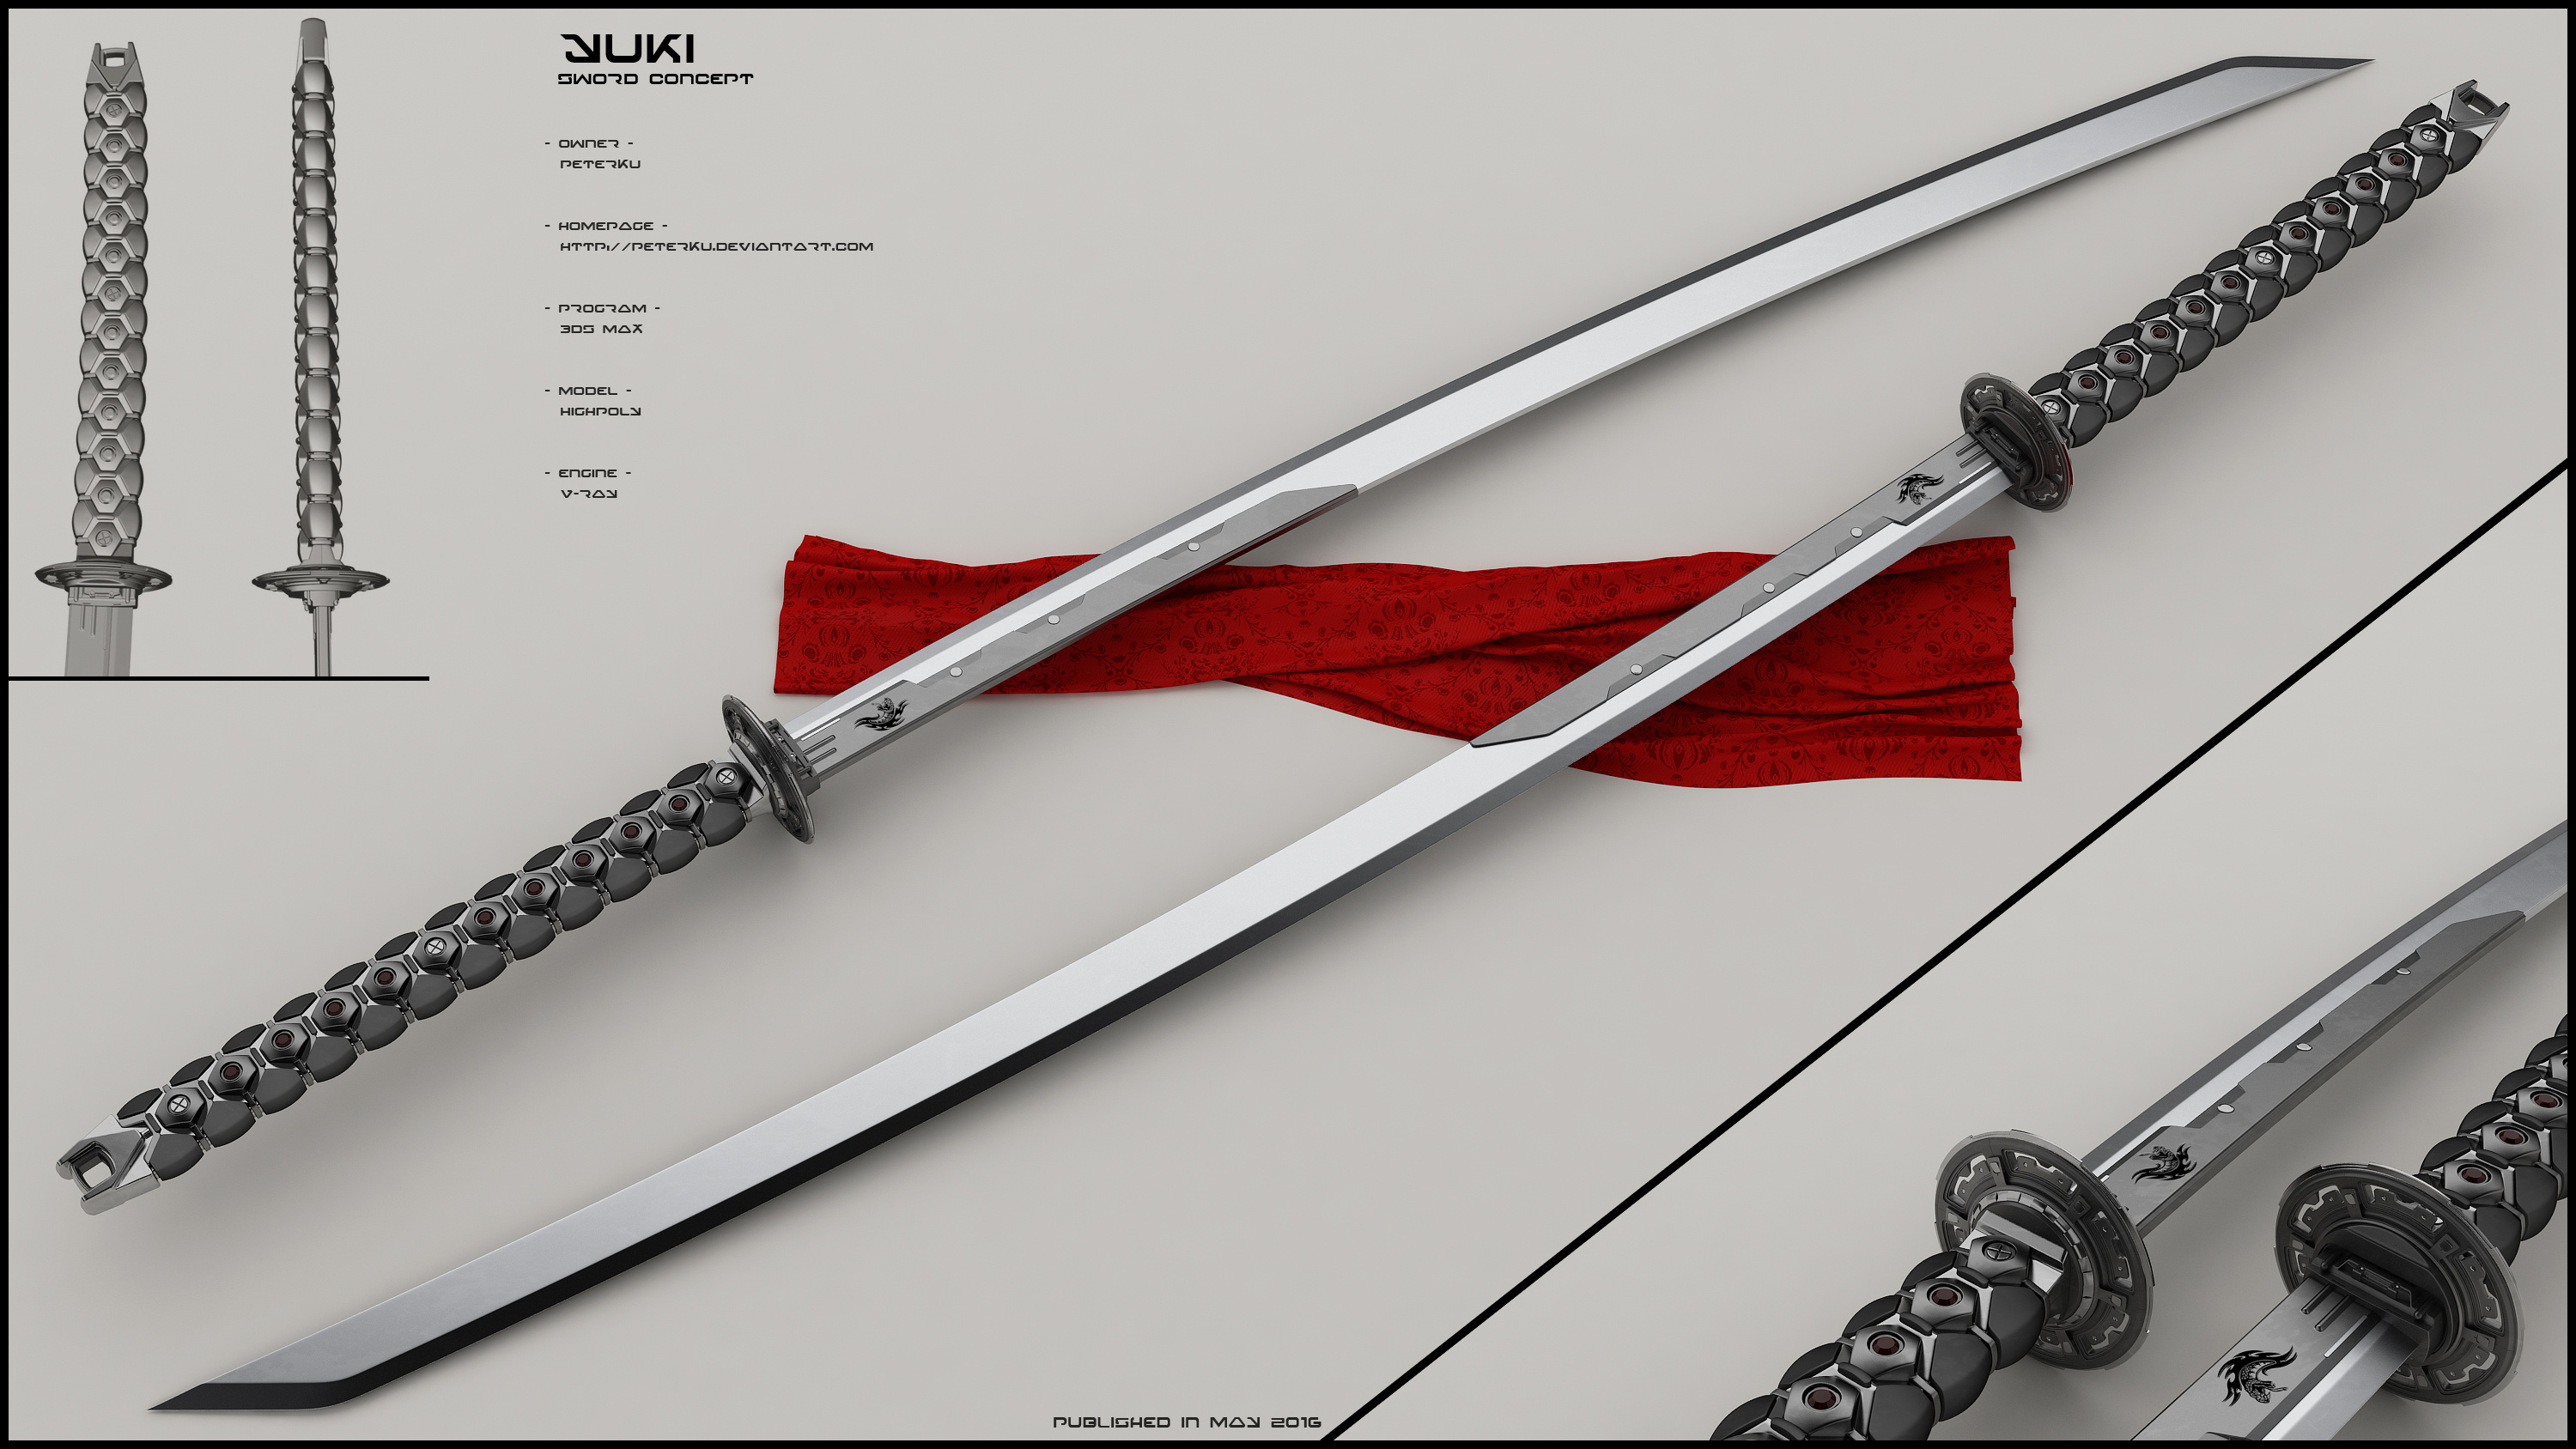 YUKI
SWORD CONCEPT
- OWNER -
PETERKU
- HOMEPAGE -
HTTP://PETERKU.DEVIANTART.COM
- PROGRAM -
3DS MAX
- MODEL -
HIGHPOLY
- ENGINE -
V-RAY
PUBLISHED IN MAY 2016